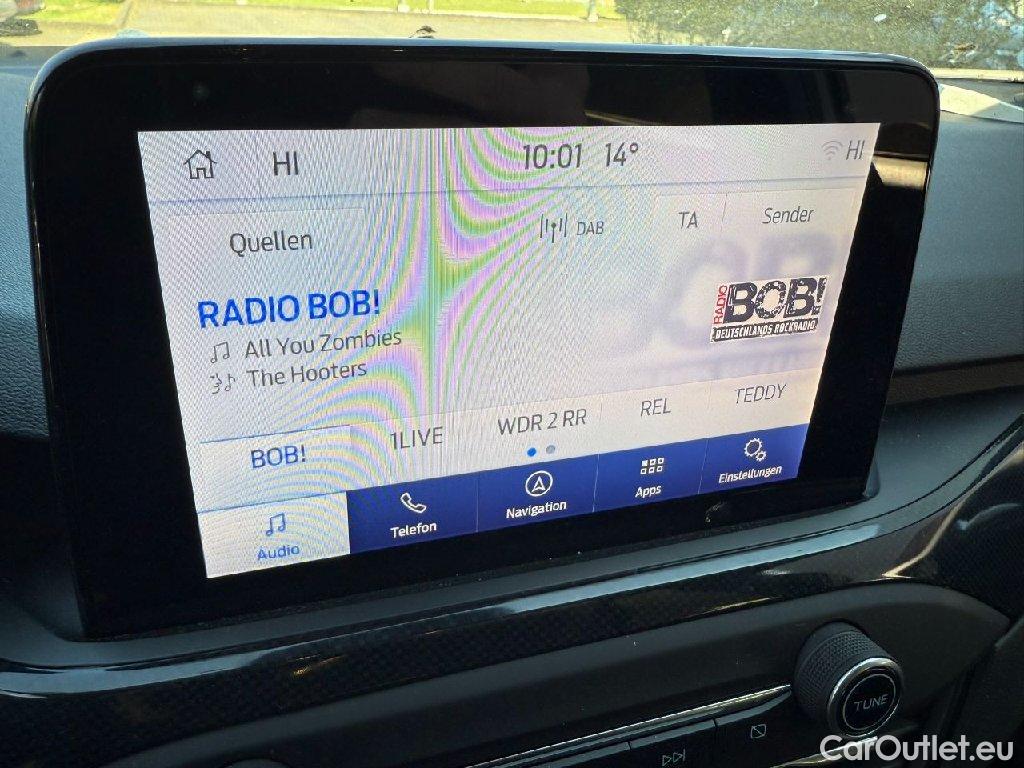 HI 10:01 14° HI
Quellen DAB TA Sender
RADIO BOB!
All You Zombies
The Hooters
RADIO
BOB!
DEUTSCHLANDS ROCKRADIO
BOB! 1LIVE WDR 2 RR REL TEDDY
Audio Telefon Navigation Apps Einstellungen
TUNE
CarOutlet.eu